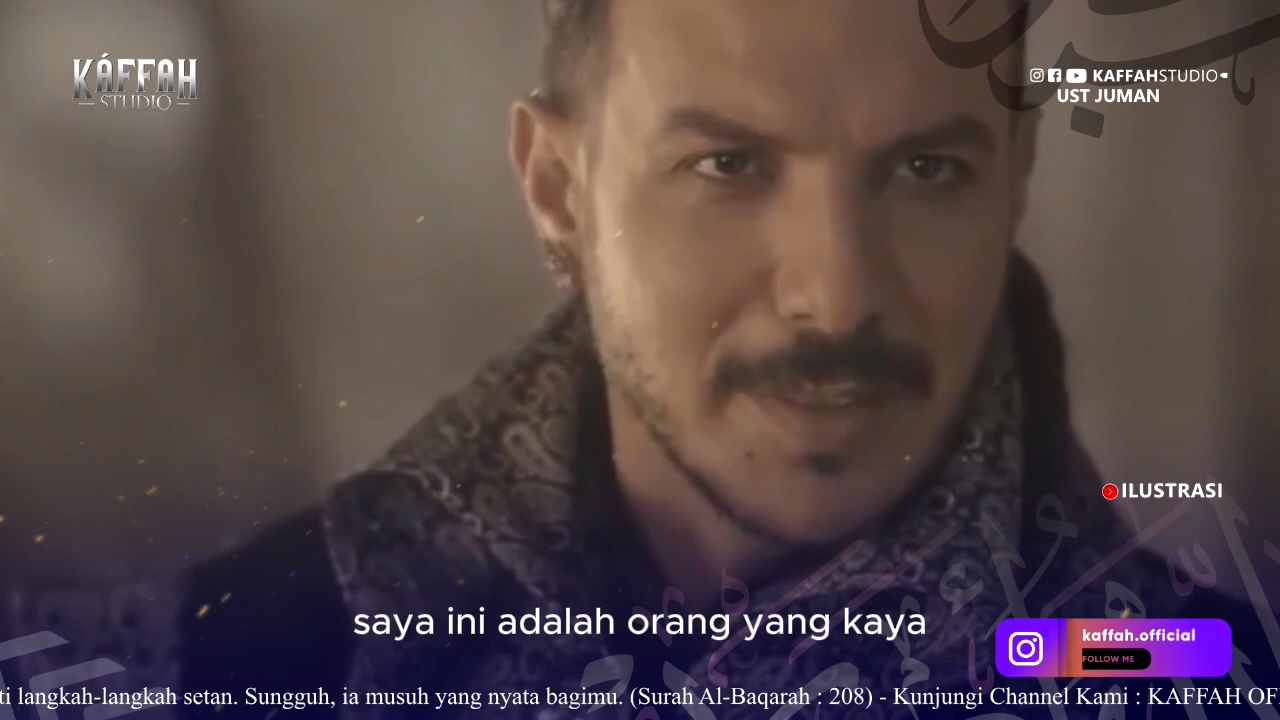 KÁFFAH
STUDIO
KAFFAHSTUDIO
UST JUMAN
ILUSTRASI
saya ini adalah orang yang kaya
kaffah.official
FOLLOW ME
ti langkah-langkah setan. Sungguh, ia musuh yang nyata bagimu. (Surah Al-Baqarah : 208) - Kunjungi Channel Kami : KAFFAH OF